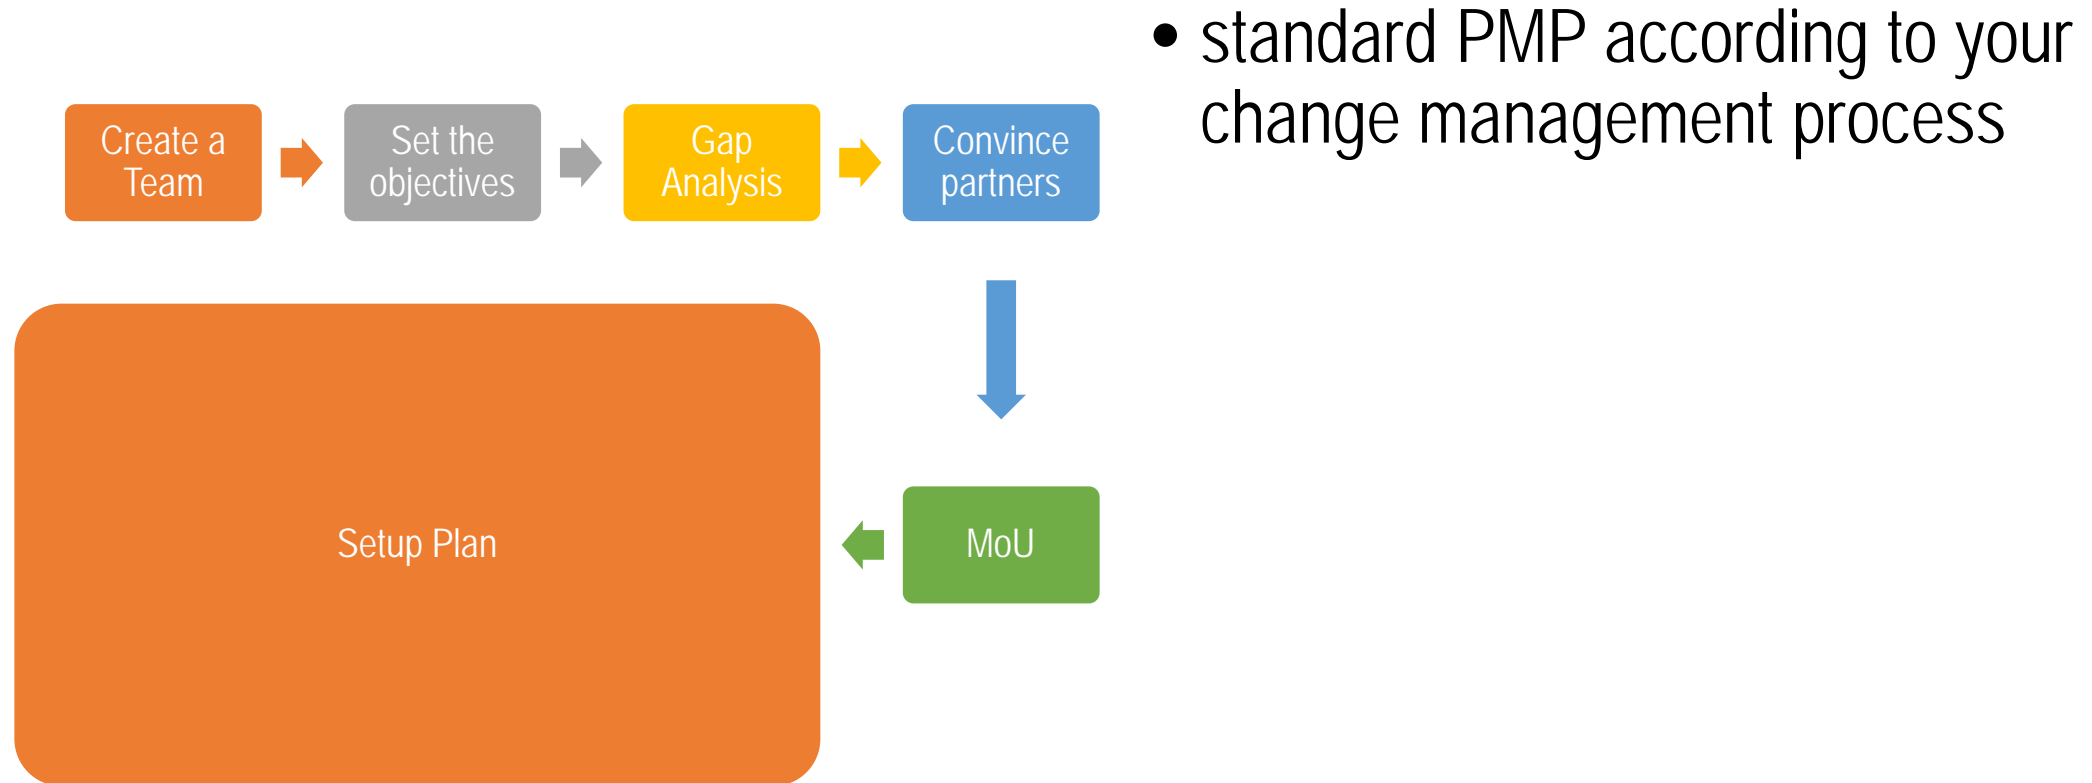 Create a
Team
Set the
objectives
Gap
Analysis
Convince
partners
MoU
Setup Plan
• standard PMP according to your
change management process